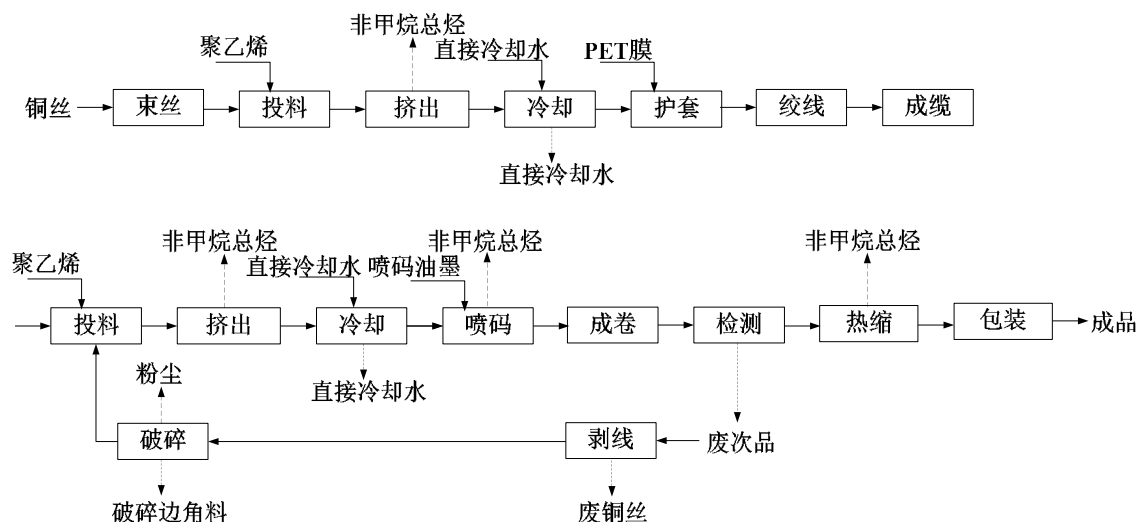 非甲烷总烃
聚乙烯
直接冷却水
PET膜
铜丝
束丝
投料
挤出
冷却
护套
绞线
成缆
直接冷却水
非甲烷总烃
非甲烷总烃
非甲烷总烃
聚乙烯
直接冷却水
喷码油墨
投料
挤出
冷却
喷码
成卷
检测
热缩
包装
成品
粉尘
直接冷却水
破碎
剥线
废次品
破碎边角料
废铜丝